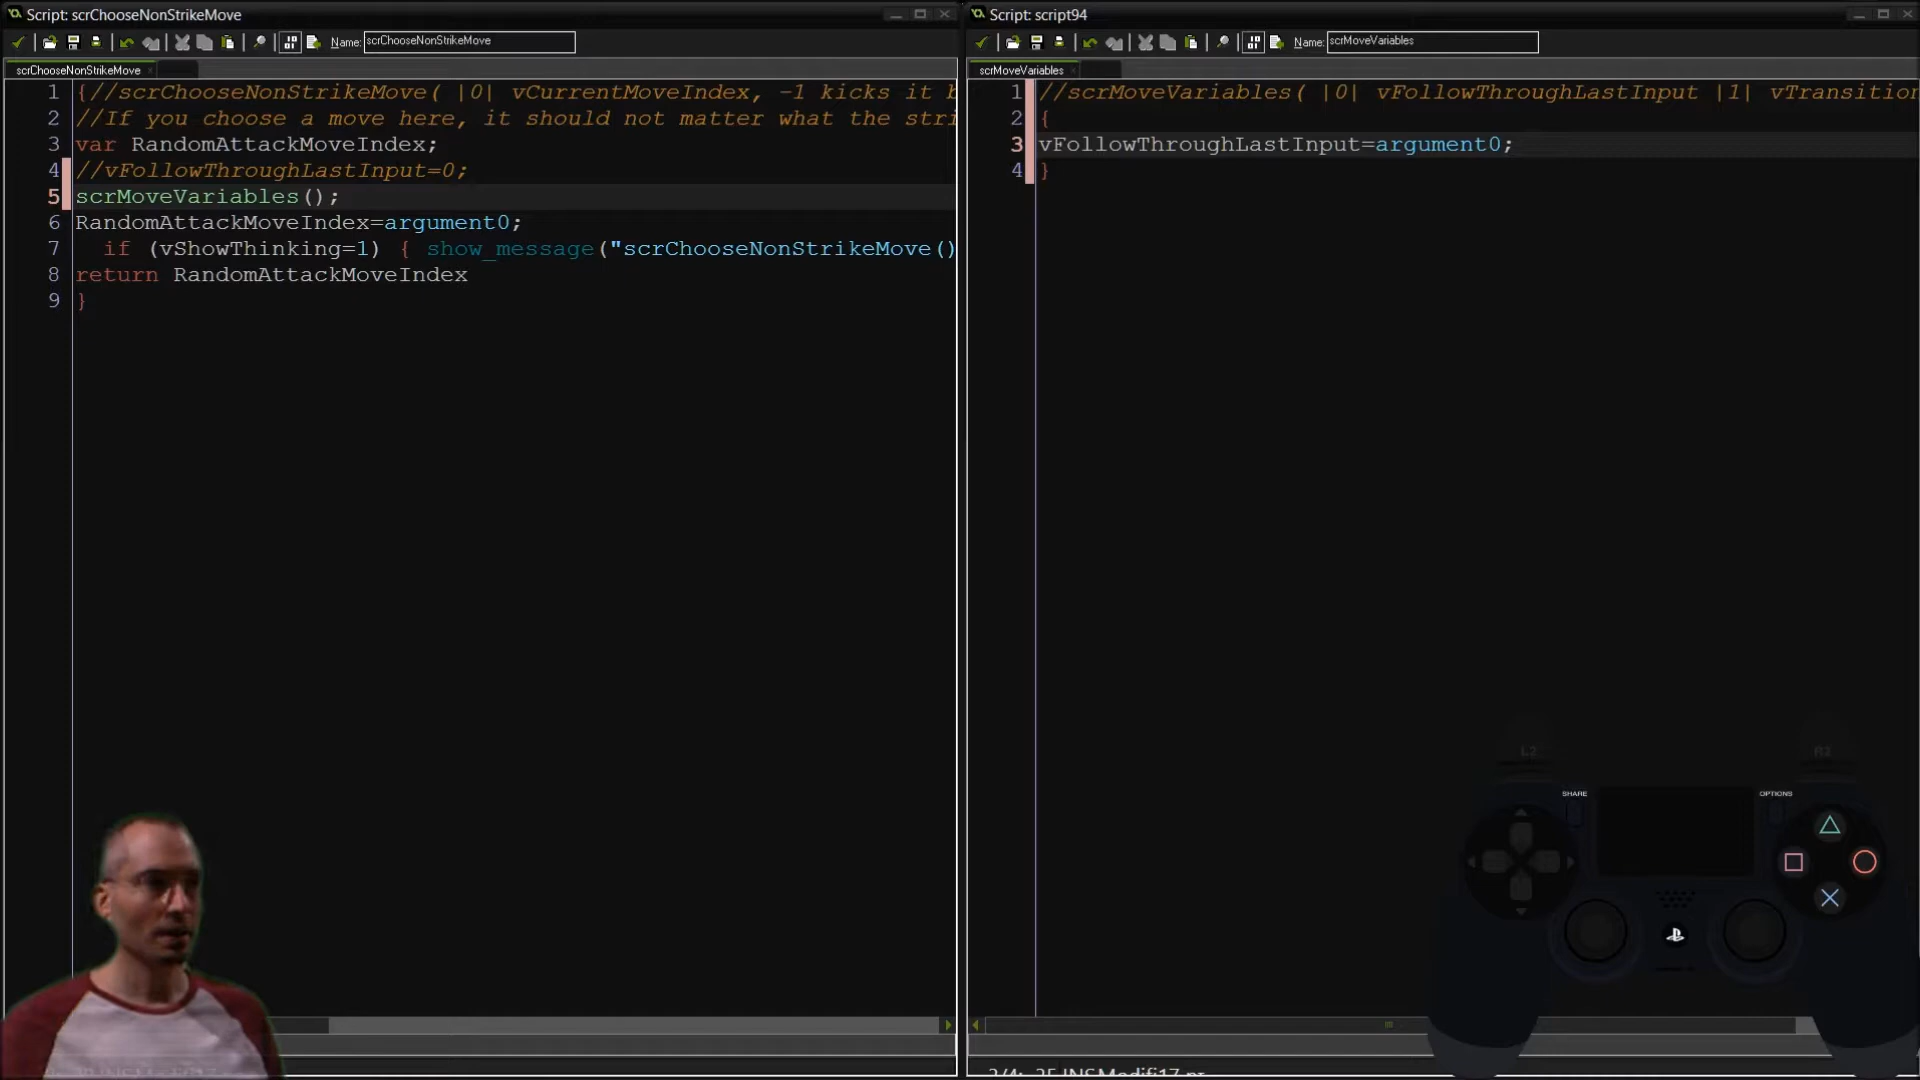 Script: scrChooseNonStrikeMove
Name: scrChooseNonStrikeMove
scrChooseNonStrikeMove
1 {//scrChooseNonStrikeMove( |0| vCurrentMoveIndex, -1 kicks it b
2 //If you choose a move here, it should not matter what the stri
3 var RandomAttackMoveIndex;
4 //vFollowThroughLastInput=0;
5 scrMoveVariables();
6 RandomAttackMoveIndex=argument0;
7 if (vShowThinking=1) { show_message("scrChooseNonStrikeMove()
8 return RandomAttackMoveIndex
9 }
Script: script94
Name: scrMoveVariables
scrMoveVariables
1 //scrMoveVariables( |0| vFollowThroughLastInput |1| vTransition
2 {
3 vFollowThroughLastInput=argument0;
4 }
L2
SHARE
OPTIONS